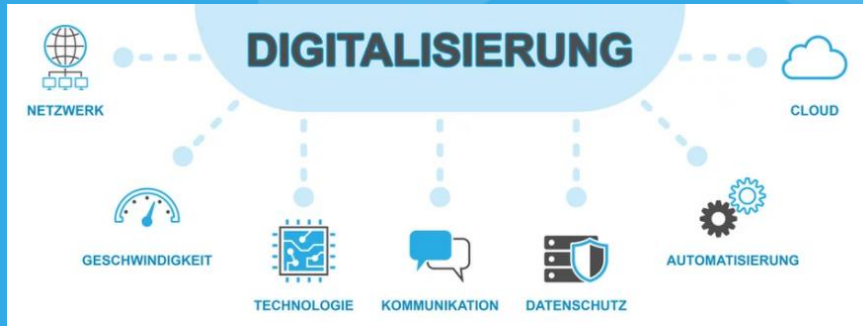 DIGITALISIERUNG
NETZWERK
CLOUD
GESCHWINDIGKEIT
AUTOMATISIERUNG
TECHNOLOGIE
KOMMUNIKATION
DATENSCHUTZ